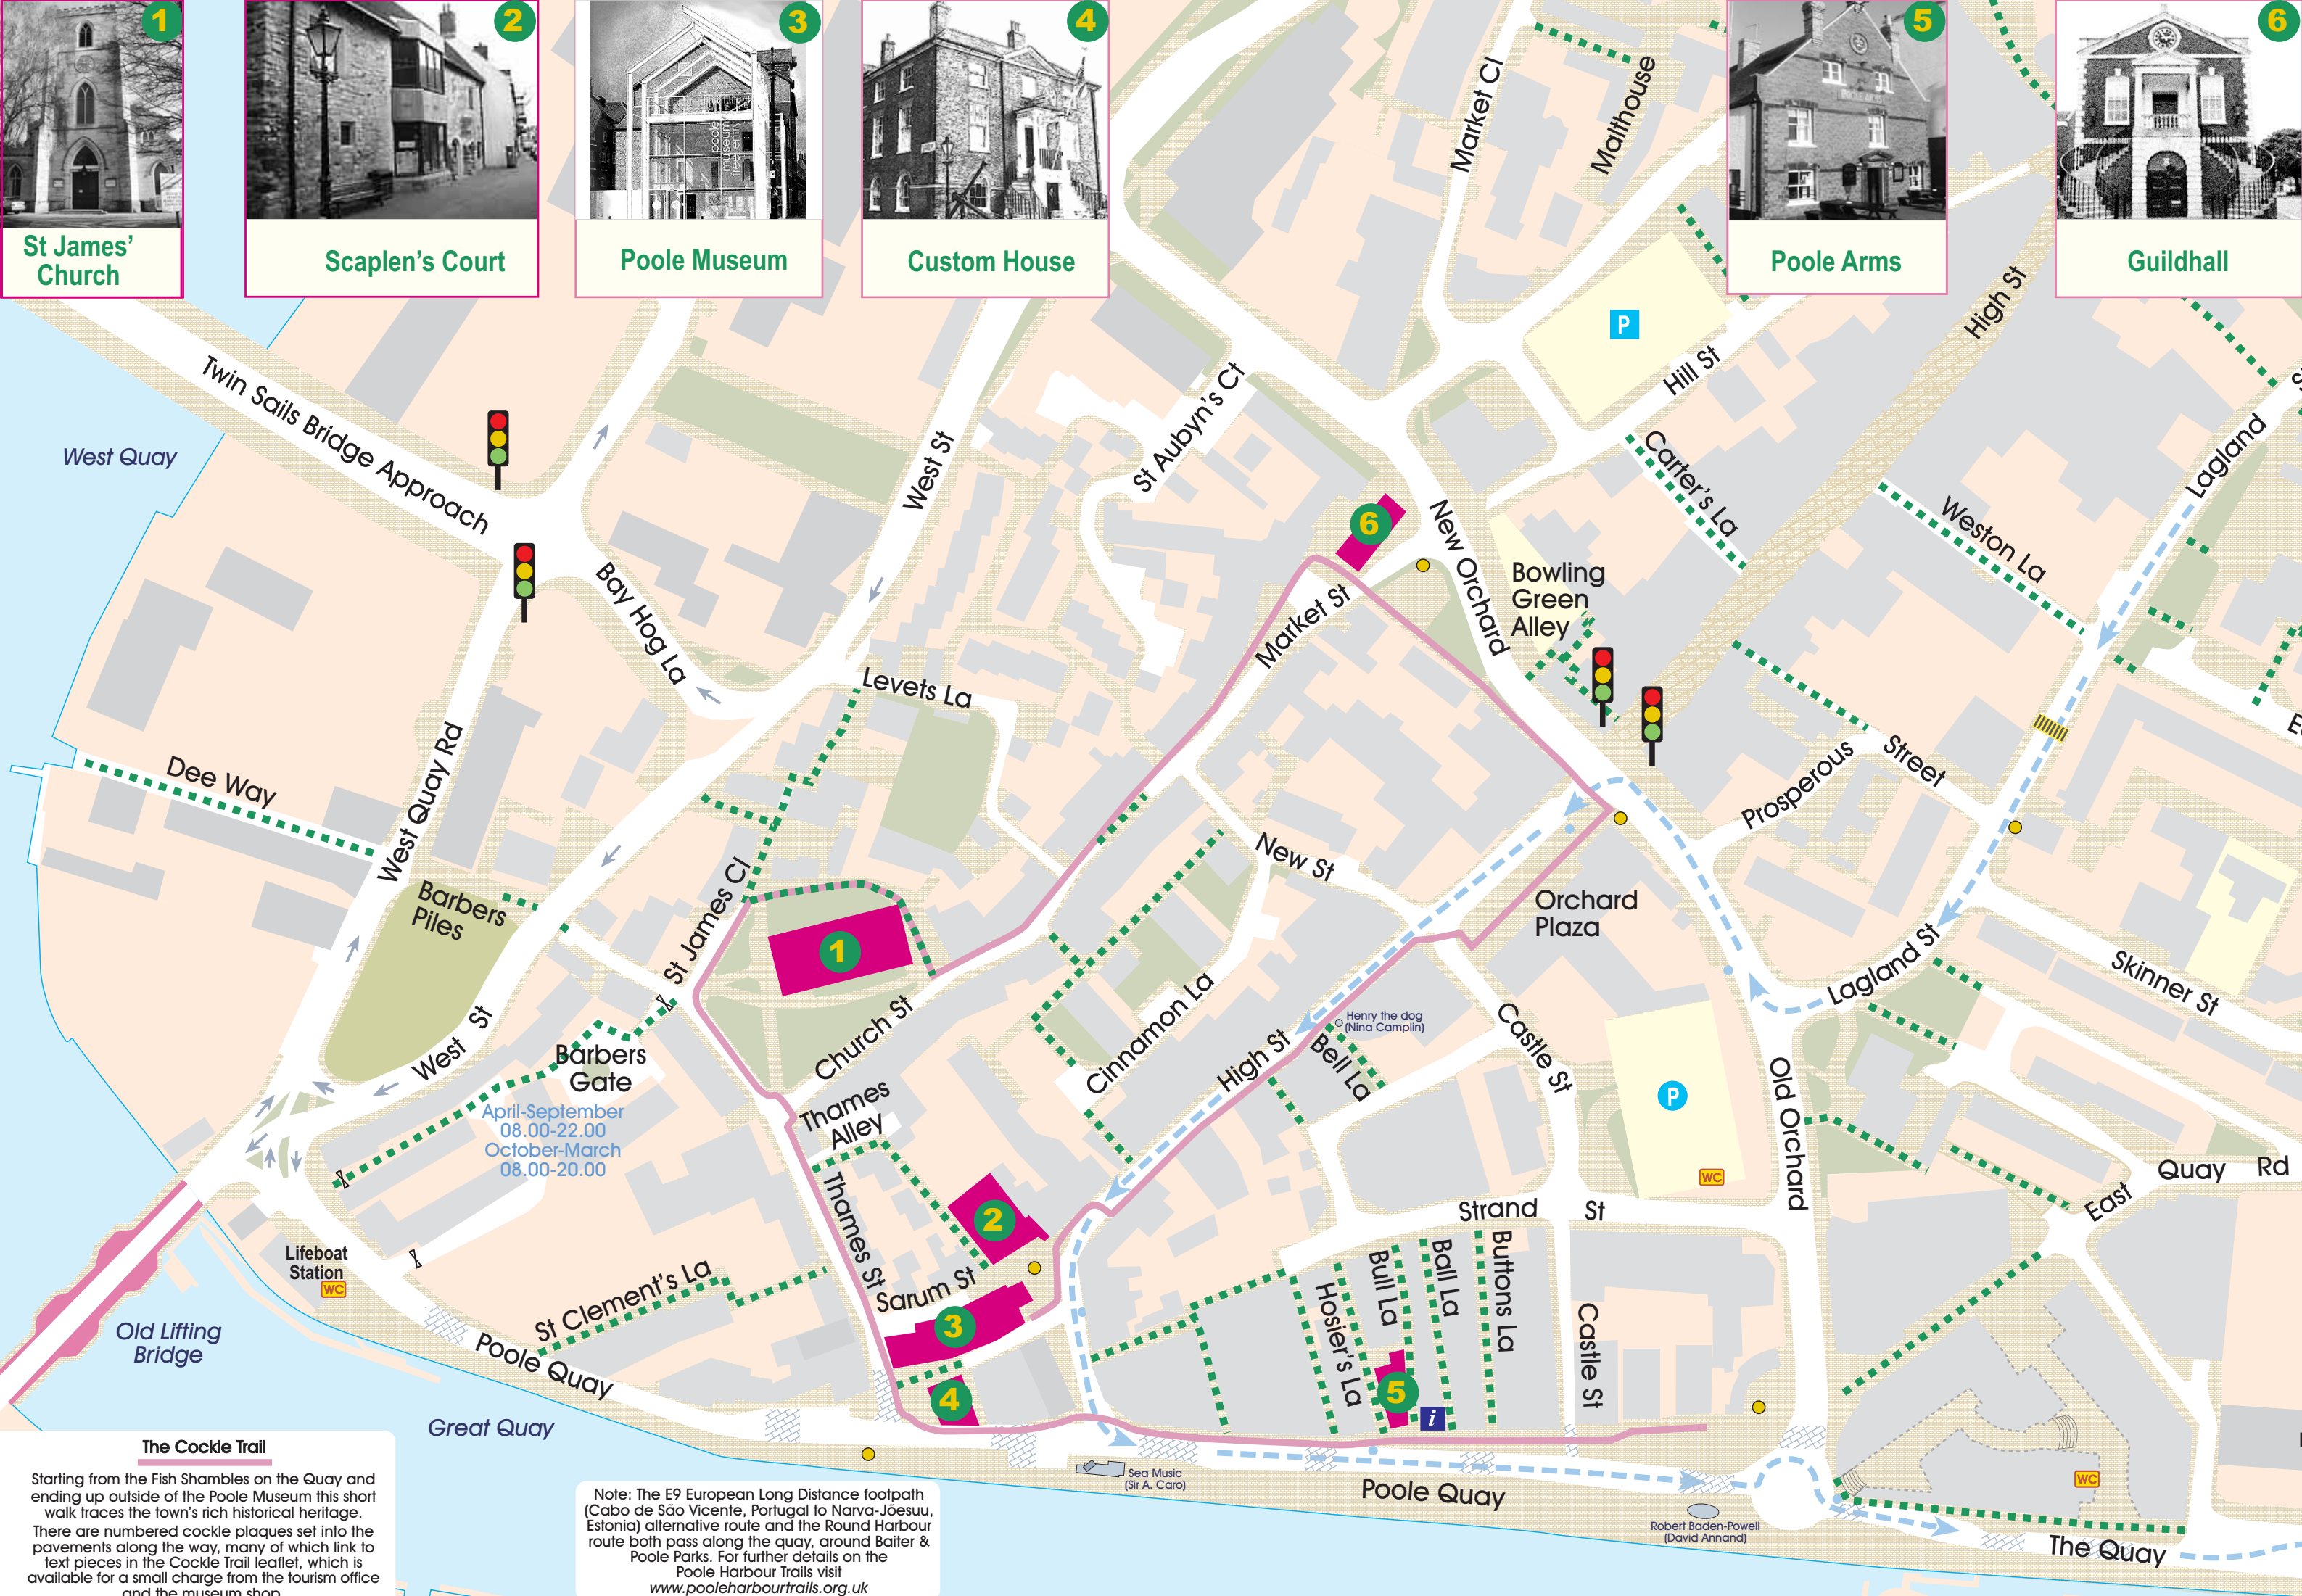 1
St James'
Church
2
Scaplen's Court
3
poole
museum
Poole Museum
4
Custom House
5
Poole Arms
6
Guildhall
Market Cl
Malthouse
P
Hill St
High St
Lagland
Twin Sails Bridge Approach
West Quay
West St
St Aubyn's Ct
Carter's La
Weston La
6
New Orchard
Bowling
Green
Alley
Market St
Bay Hog La
Levets La
Dee Way
West Quay Rd
Barbers
Piles
St James Cl
1
New St
Prosperous
Street
Orchard
Plaza
Lagland St
Skinner St
West
St
Barbers
Gate
April-September
08.00-22.00
October-March
08.00-20.00
Church St
Cinnamon La
High St
Henry the dog
(Nina Camplin)
Bell La
Castle St
P
Old Orchard
WC
Thames
Alley
Thames St
2
Strand
St
East
Quay
Rd
Lifeboat
Station
WC
Old Lifting
Bridge
St Clement's La
Sarum St
3
4
Hosier's La
Bull La
Ball La
Buttons La
Castle St
5
i
Poole Quay
Great Quay
Sea Music
(Sir A. Caro)
Poole Quay
Robert Baden-Powell
(David Annand)
WC
The Quay
The Cockle Trail
Starting from the Fish Shambles on the Quay and
ending up outside of the Poole Museum this short
walk traces the town's rich historical heritage.
There are numbered cockle plaques set into the
pavements along the way, many of which link to
text pieces in the Cockle Trail leaflet, which is
available for a small charge from the tourism office
and the museum shop.
Note: The E9 European Long Distance footpath
(Cabo de São Vicente, Portugal to Narva-Jõesuu,
Estonia) alternative route and the Round Harbour
route both pass along the quay, around Baiter &
Poole Parks. For further details on the
Poole Harbour Trails visit
www.pooleharbourtrails.org.uk